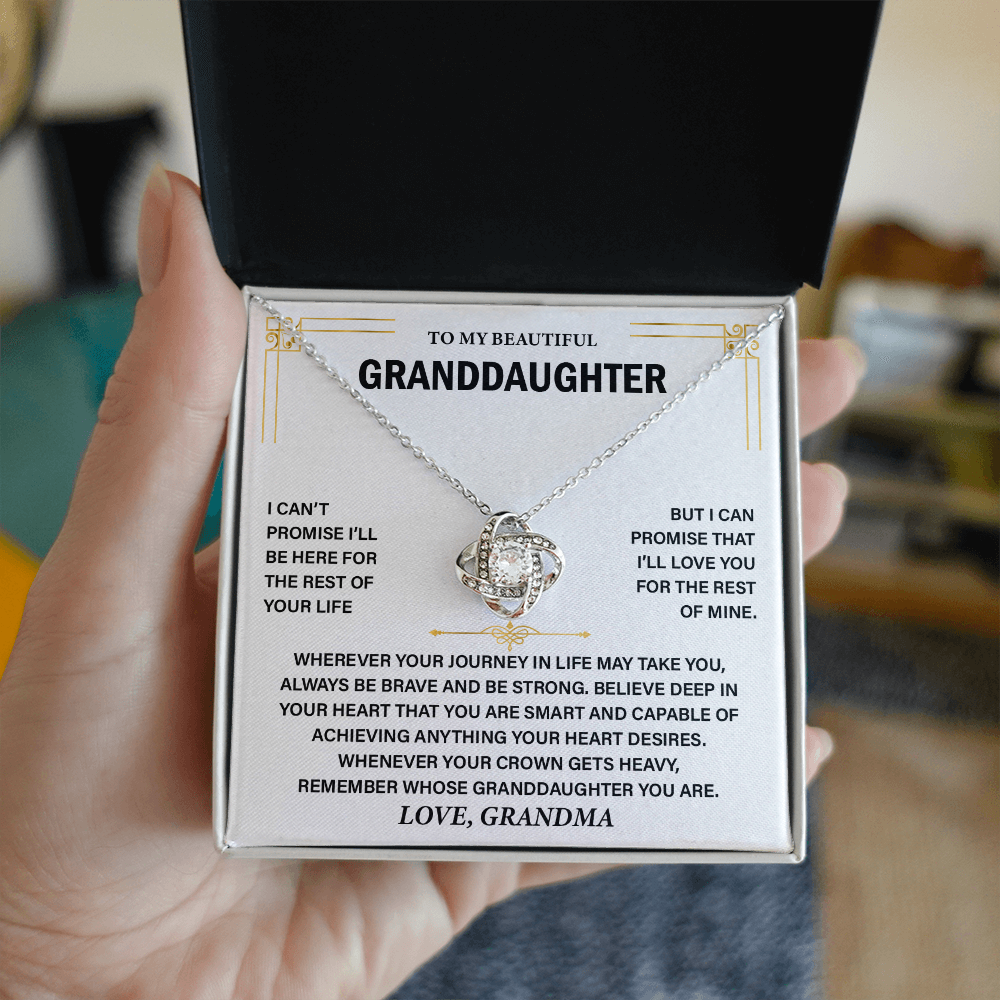 TO MY BEAUTIFUL
GRANDDAUGHTER
I CAN'T
PROMISE I'LL
BE HERE FOR
THE REST OF
YOUR LIFE
BUT I CAN
PROMISE THAT
I'LL LOVE YOU
FOR THE REST
OF MINE.
WHEREVER YOUR JOURNEY IN LIFE MAY TAKE YOU,
ALWAYS BE BRAVE AND BE STRONG. BELIEVE DEEP IN
YOUR HEART THAT YOU ARE SMART AND CAPABLE OF
ACHIEVING ANYTHING YOUR HEART DESIRES.
WHENEVER YOUR CROWN GETS HEAVY,
REMEMBER WHOSE GRANDDAUGHTER YOU ARE.
LOVE, GRANDMA